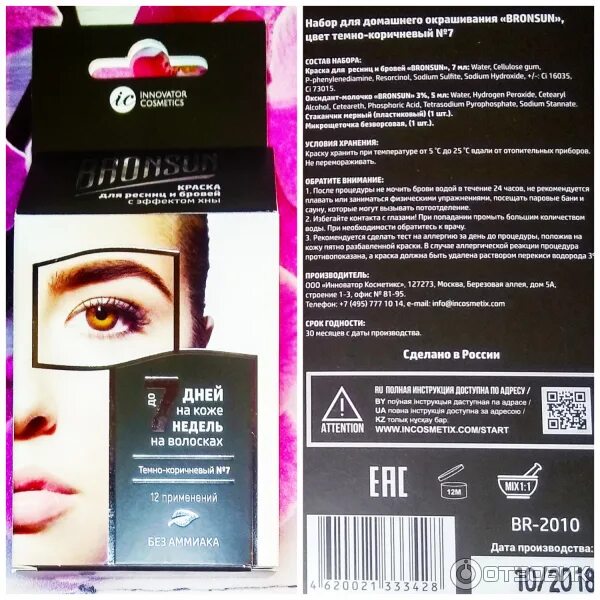 INNOVATOR
COSMETICS
ic
BRONSUN
КРАСКА
для ресниц и бровей
С эффектом хны
до 7 ДНЕЙ
на коже
НЕДЕЛЬ
на волосках
Темно-коричневый №7
12 применений
БЕЗ АММИАКА
Набор для домашнего окрашивания «BRONSUN»,
цвет темно-коричневый №7
СОСТАВ НАБОРА:
Краска для ресниц и бровей «BRONSUN», 7 мл: Water, Cellulose gum,
P-phenylenediamine, Resorcinol, Sodium Sulfite, Sodium Hydroxide, +/-: Ci 16035,
Ci 73015.
Оксидант-молочко «BRONSUN» 3%, 5 мл: Water, Hydrogen Peroxide, Cetearyl
Alcohol, Ceteareth, Phosphoric Acid, Tetrasodium Pyrophosphate, Sodium Stannate.
Стаканчик мерный (пластиковый) (1 шт.).
Микрощеточка безворсовая, (1 шт.).
УСЛОВИЯ ХРАНЕНИЯ:
Краску хранить при температуре от 5 °С до 25 °С вдали от отопительных приборов.
Не перемораживать.
ОБРАТИТЕ ВНИМАНИЕ:
1. После процедуры не мочить брови водой в течение 24 часов, не рекомендуется
плавать или заниматься физическими упражнениями, посещать паровые бани и
сауну, которые могут вызывать потоотделение.
2. Избегайте контакта с глазами! При попадании промыть большим количеством
воды. При необходимости обратитесь к врачу.
3. Рекомендуется сделать тест на аллергию за день до процедуры, положив на
кожу пятно разбавленной краски. В случае аллергической реакции процедура
противопоказана, а краска должна быть удалена раствором перекиси водорода 3%
ПРОИЗВОДИТЕЛЬ:
ООО «Инноватор Косметикс», 127273, Москва, Березовая аллея, дом 5А,
строение 1-3, офис № В1-95.
Телефон: +7 (495) 777 10 14, e-mail: info@incosmetix.com
СРОК ГОДНОСТИ:
30 месяцев с даты производства.
Сделано в России
ATTENTION
RU ПОЛНАЯ ИНСТРУКЦИЯ ДОСТУПНА ПО АДРЕСУ /
BY поўная інструкцыя даступная па адрасе /
UA повна інструкція доступна за адресою /
KZ толық нұсқау бар.
WWW.INCOSMETIX.COM/START
EAC
12M
MIX1:1
BR-2010
Дата производства:
10/2018
4620021333428
ОТЗОВИК